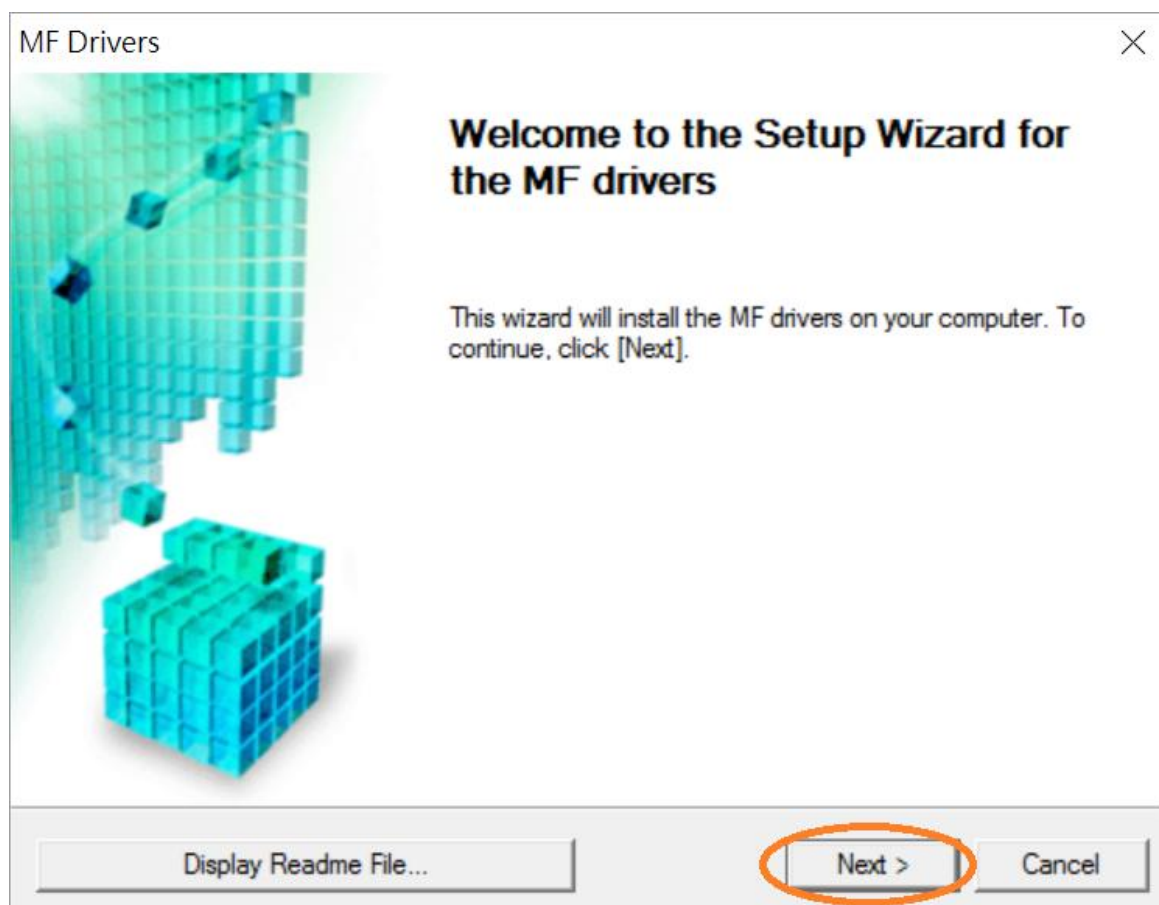 MF Drivers
Welcome to the Setup Wizard for
the MF drivers
This wizard will install the MF drivers on your computer. To
continue, click [Next].
Display Readme File...
Next >
Cancel